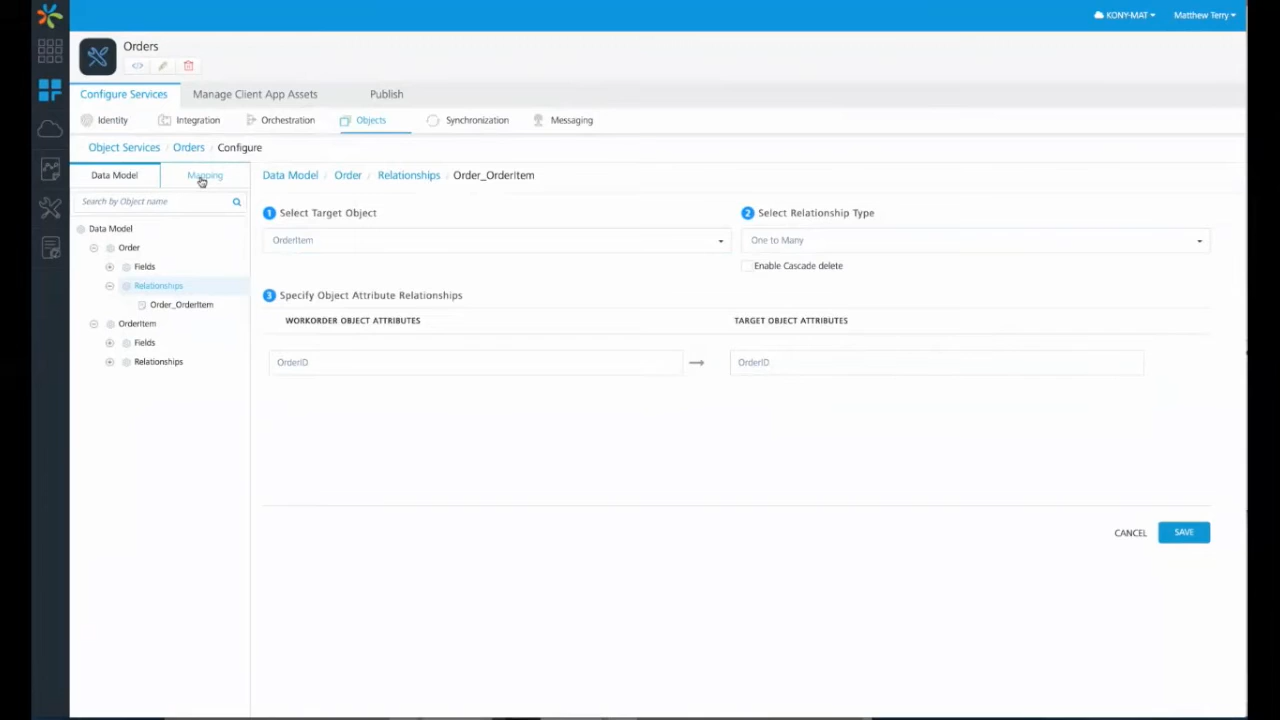 KONY-MAT
Matthew Terry
Orders
Configure Services
Manage Client App Assets
Publish
Identity
Integration
Orchestration
Objects
Synchronization
Messaging
Object Services / Orders / Configure
Data Model
Mapping
Search by Object name
Data Model
Order
Fields
Relationships
Order_OrderItem
OrderItem
Fields
Relationships
Data Model / Order / Relationships / Order_OrderItem
1 Select Target Object
OrderItem
2 Select Relationship Type
One to Many
Enable Cascade delete
3 Specify Object Attribute Relationships
WORKORDER OBJECT ATTRIBUTES
TARGET OBJECT ATTRIBUTES
OrderID
OrderID
CANCEL
SAVE